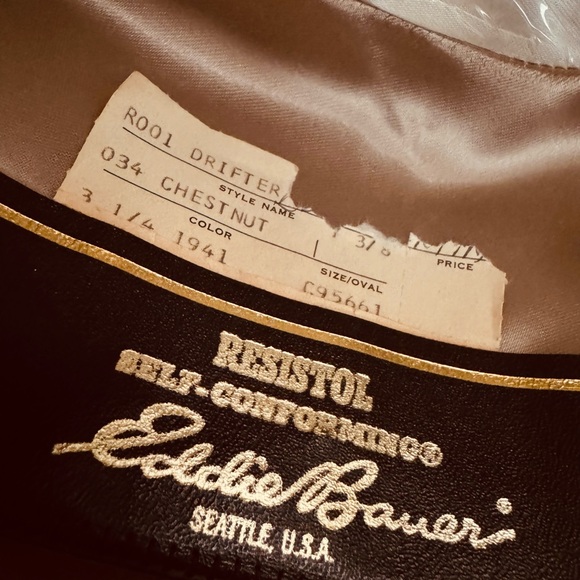 R001 DRIFTER
STYLE NAME
034 CHESTNUT
COLOR
3/8
SIZE/OVAL
PRICE
3 1/4 1941
C95661
RESISTOL
SELF-CONFORMING®
Eddie Bauer
SEATTLE, U.S.A.